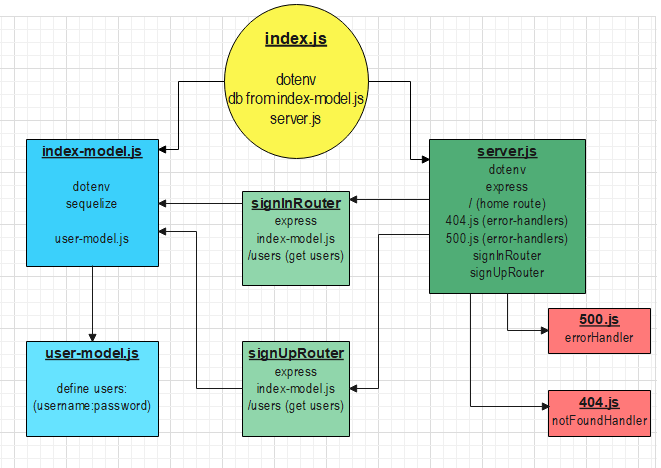 index.js
dotenv
db from index-model.js
server.js
index-model.js
dotenv
sequelize
user-model.js
signInRouter
express
index-model.js
/users (get users)
server.js
dotenv
express
/ (home route)
404.js (error-handlers)
500.js (error-handlers)
signInRouter
signUpRouter
user-model.js
define users:
(username:password)
signUpRouter
express
index-model.js
/users (get users)
500.js
errorHandler
404.js
notFoundHandler